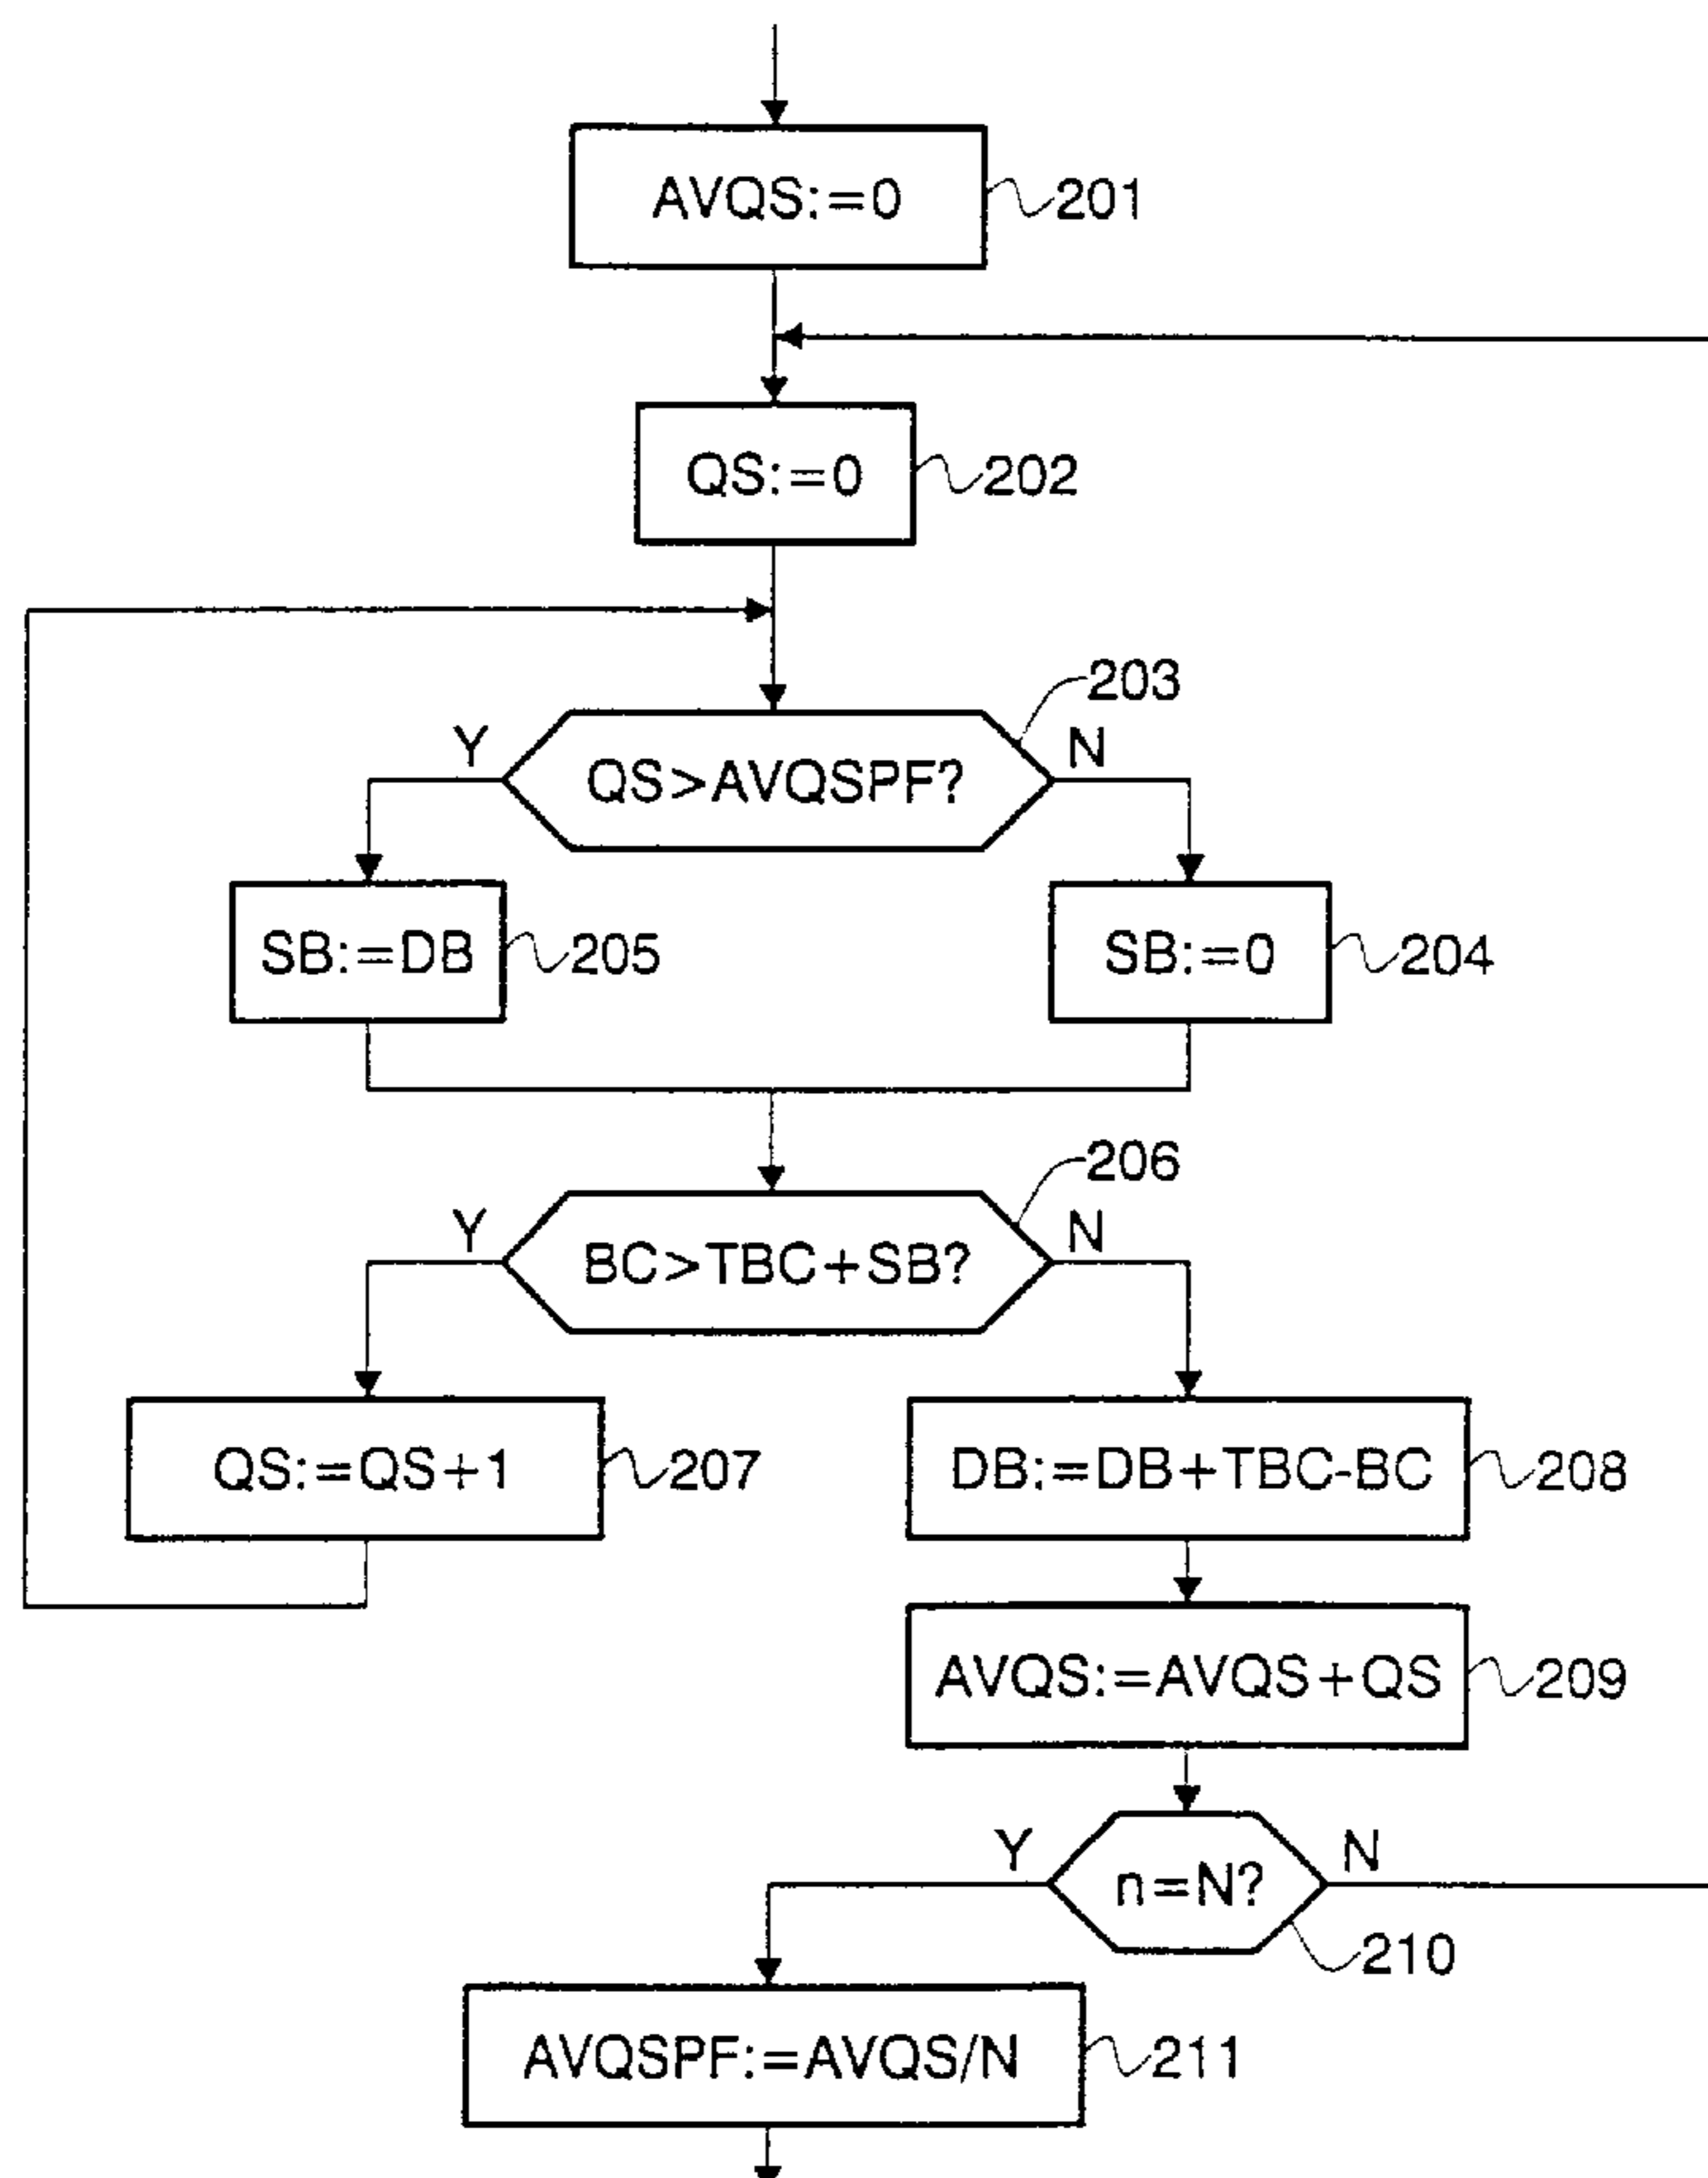 AVQS:=0
201
QS:=0
202
203
Y
QS>AVQSPF?
N
SB:=DB
205
SB:=0
204
206
Y
BC>TBC+SB?
N
QS:=QS+1
207
DB:=DB+TBC-BC
208
AVQS:=AVQS+QS
209
Y
n=N?
N
210
AVQSPF:=AVQS/N
211